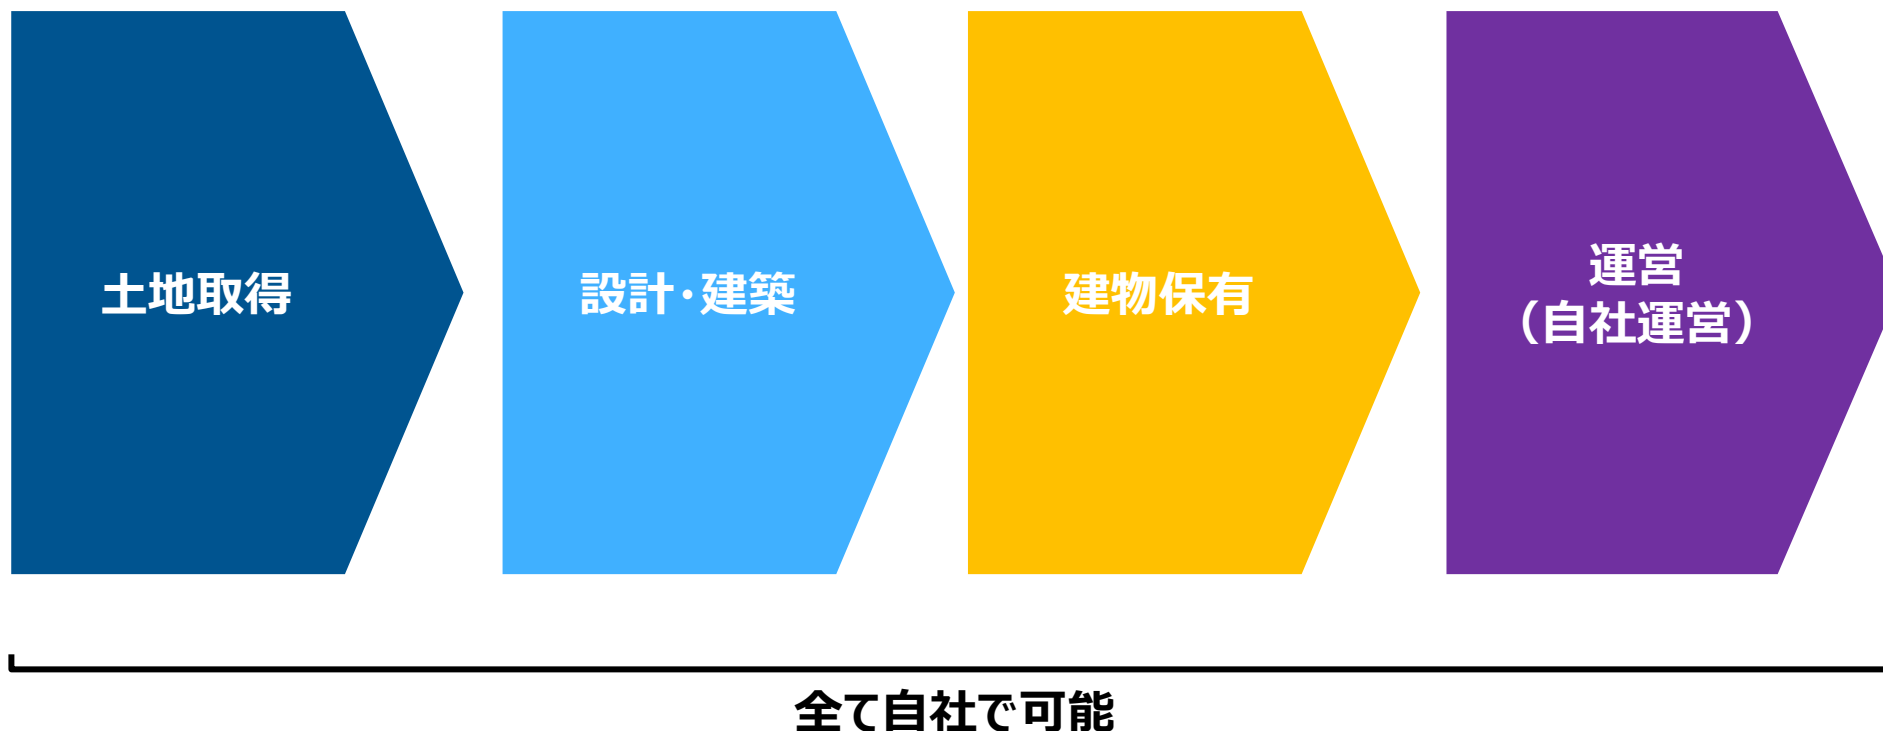 土地取得
設計・建築
建物保有
運営
（自社運営）
全て自社で可能